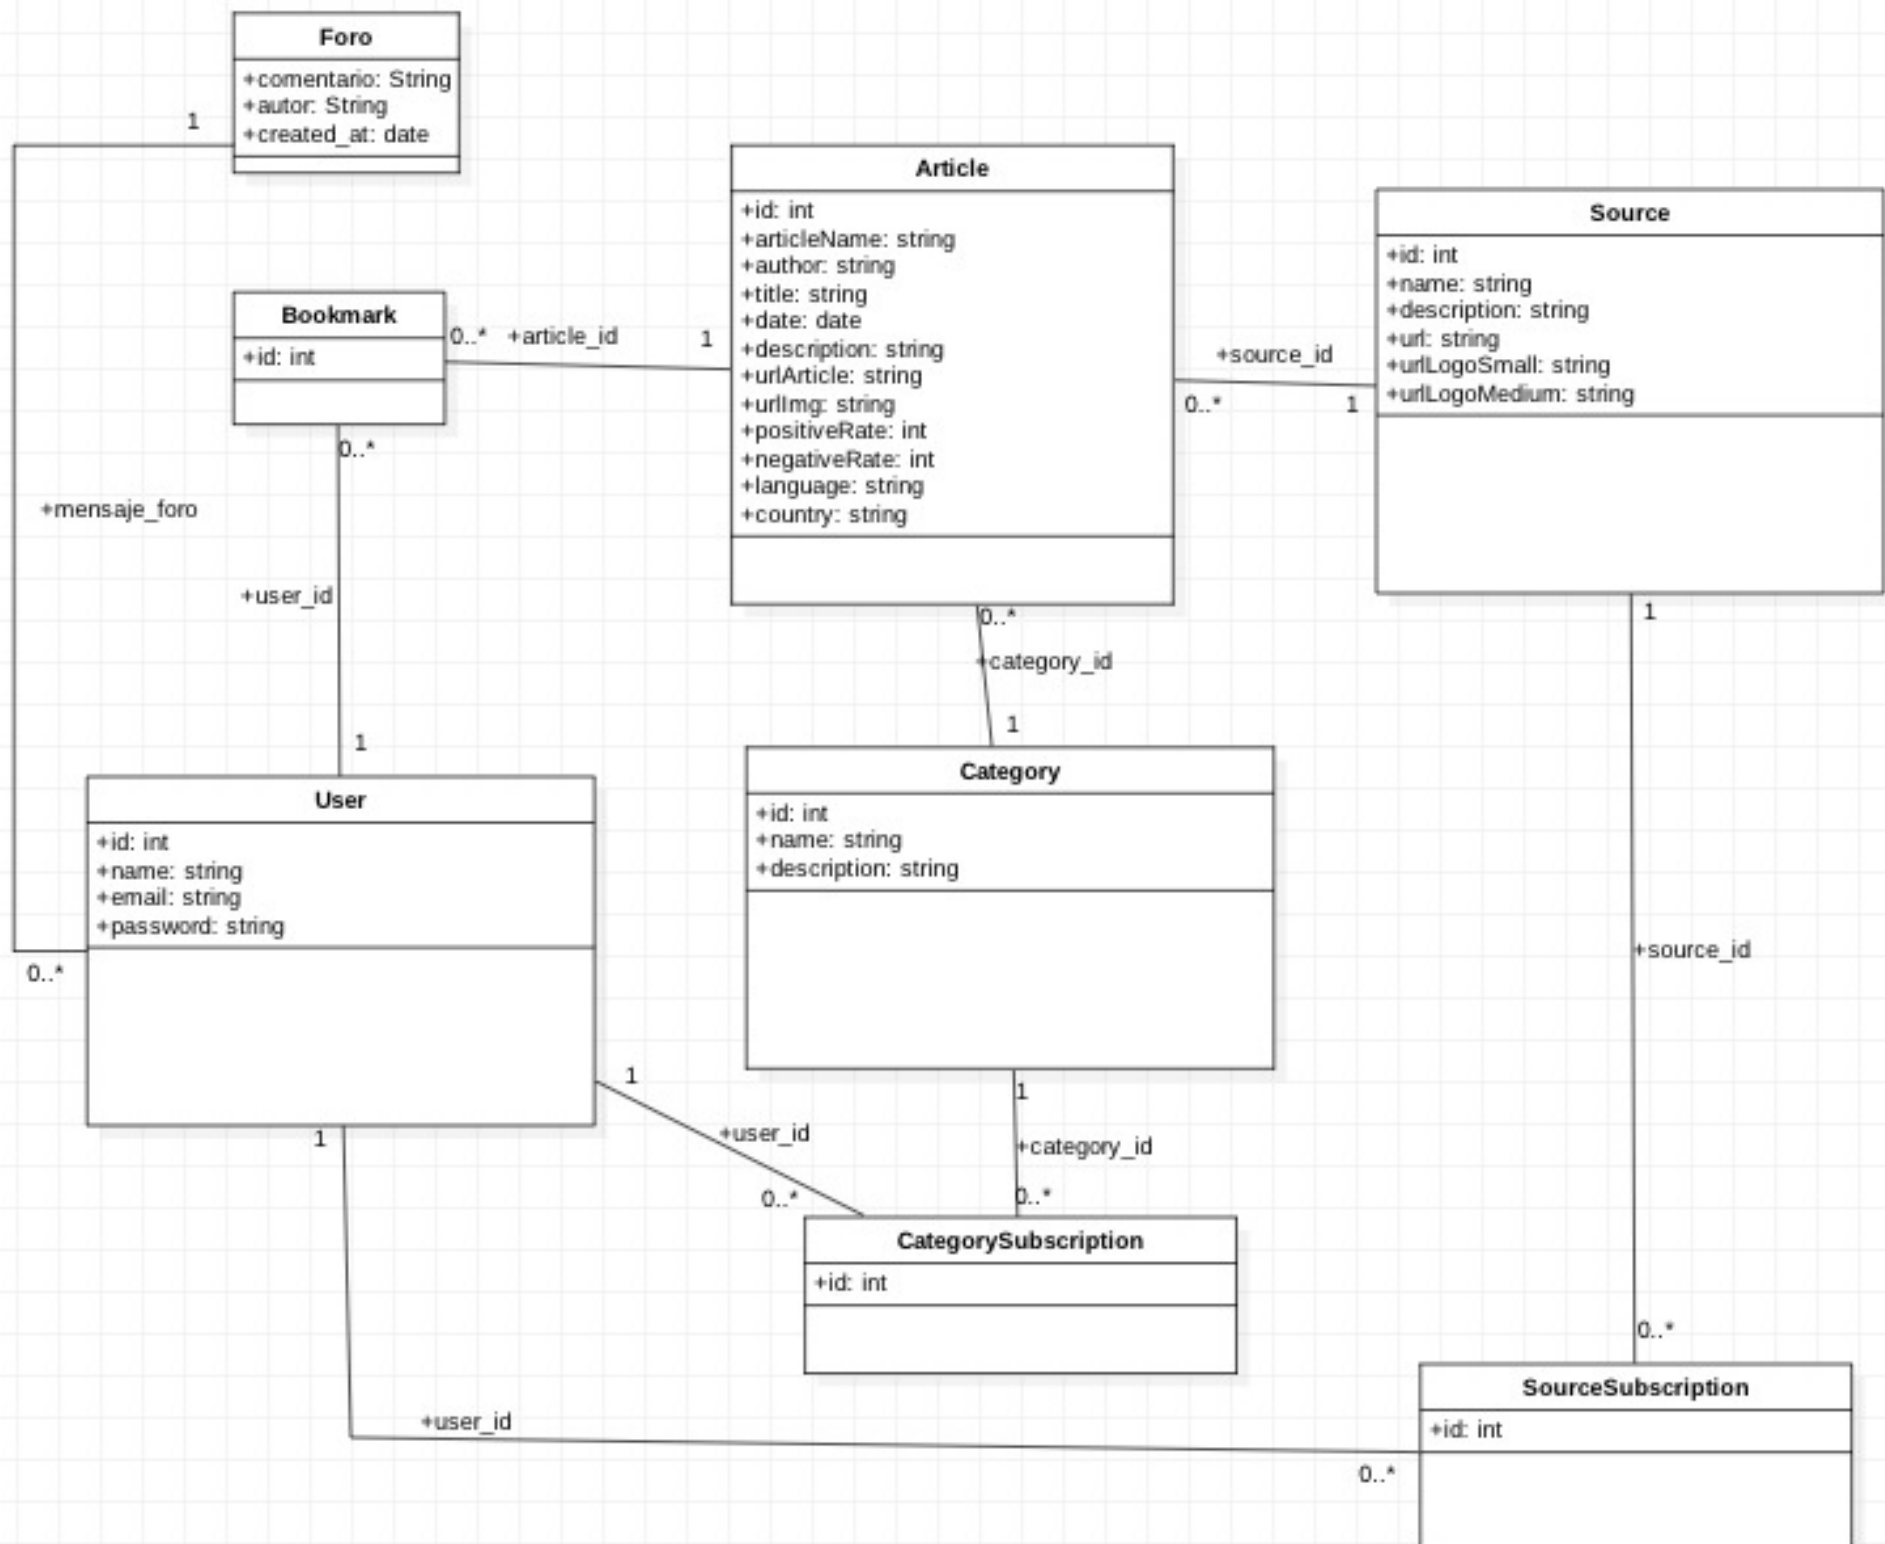 Foro
+comentario: String
+autor: String
+created_at: date
1
Article
+id: int
+articleName: string
+author: string
+title: string
+date: date
+description: string
+urlArticle: string
+urlImg: string
+positiveRate: int
+negativeRate: int
+language: string
+country: string
Source
+id: int
+name: string
+description: string
+url: string
+urlLogoSmall: string
+urlLogoMedium: string
Bookmark
+id: int
0..* +article_id 1
+source_id
0..* 1
0..*
+mensaje_foro
+user_id
1
0..*
+category_id
1
1
User
+id: int
+name: string
+email: string
+password: string
0..*
Category
+id: int
+name: string
+description: string
+source_id
1
+user_id
0..*
1
+category_id
0..*
1
CategorySubscription
+id: int
0..*
SourceSubscription
+id: int
+user_id
0..*